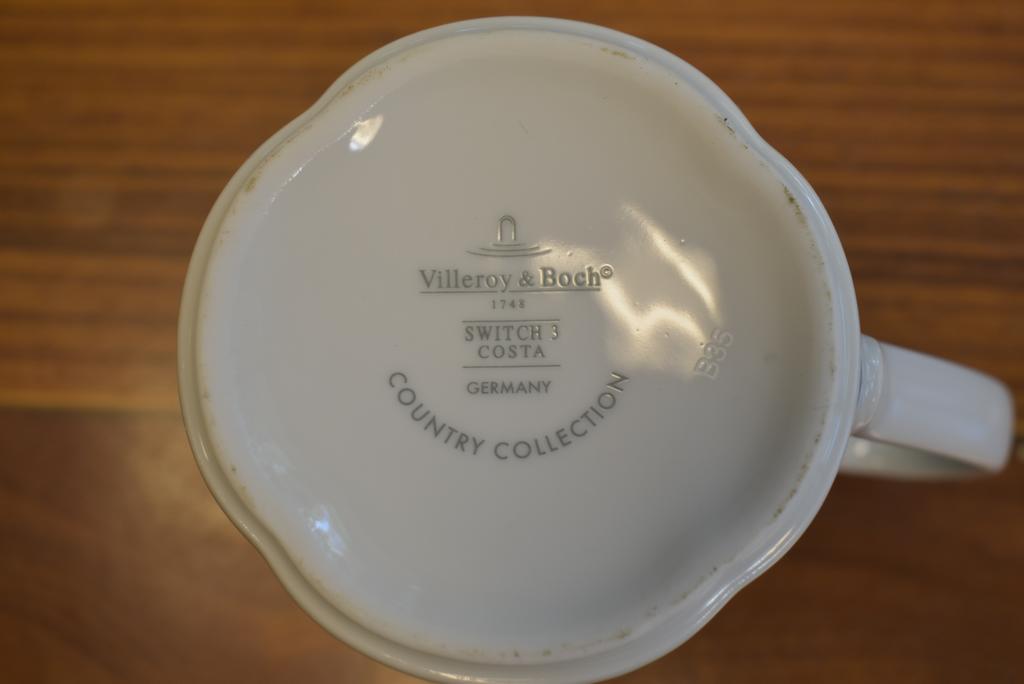 Villeroy & Boch©
1748
SWITCH 3
COSTA
GERMANY
COUNTRY COLLECTION
B35